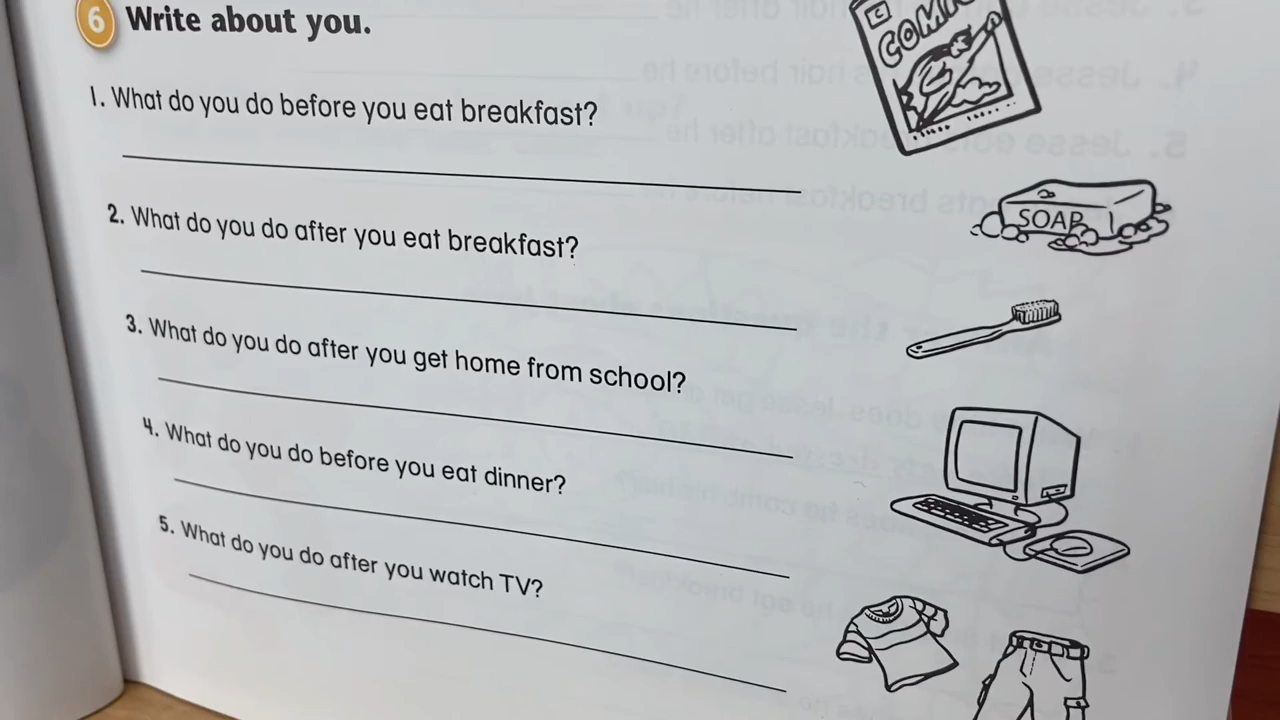 6 Write about you.
1. What do you do before you eat breakfast?
2. What do you do after you eat breakfast?
3. What do you do after you get home from school?
4. What do you do before you eat dinner?
5. What do you do after you watch TV?
C
SOAP